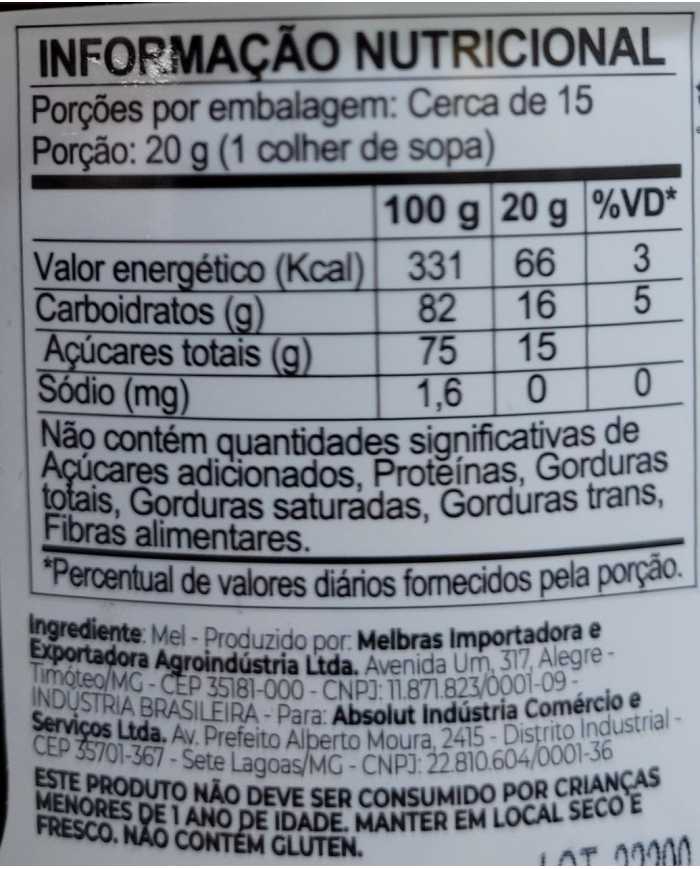 INFORMAÇÃO NUTRICIONAL
Porções por embalagem: Cerca de 15
Porção: 20 g (1 colher de sopa)
100 g 20 g %VD*
Valor energético (Kcal) 331 66 3
Carboidratos (g) 82 16 5
Açúcares totais (g) 75 15
Sódio (mg) 1,6 0 0
Não contém quantidades significativas de
Açúcares adicionados, Proteínas, Gorduras
totais, Gorduras saturadas, Gorduras trans,
Fibras alimentares.
*Percentual de valores diários fornecidos pela porção.
Ingrediente: Mel - Produzido por: Melbras Importadora e
Exportadora Agroindústria Ltda. Avenida Um, 317, Alegre -
Timóteo/MG - CEP 35181-000 - CNPJ: 11.871.823/0001-09 -
INDÚSTRIA BRASILEIRA - Para: Absolut Indústria Comércio e
Serviços Ltda. Av. Prefeito Alberto Moura, 2415 - Distrito Industrial -
CEP 35701-367 - Sete Lagoas/MG - CNPJ: 22.810.604/0001-36
ESTE PRODUTO NÃO DEVE SER CONSUMIDO POR CRIANÇAS
MENORES DE 1 ANO DE IDADE. MANTER EM LOCAL SECO E
FRESCO. NÃO CONTÉM GLUTEN.
LOT